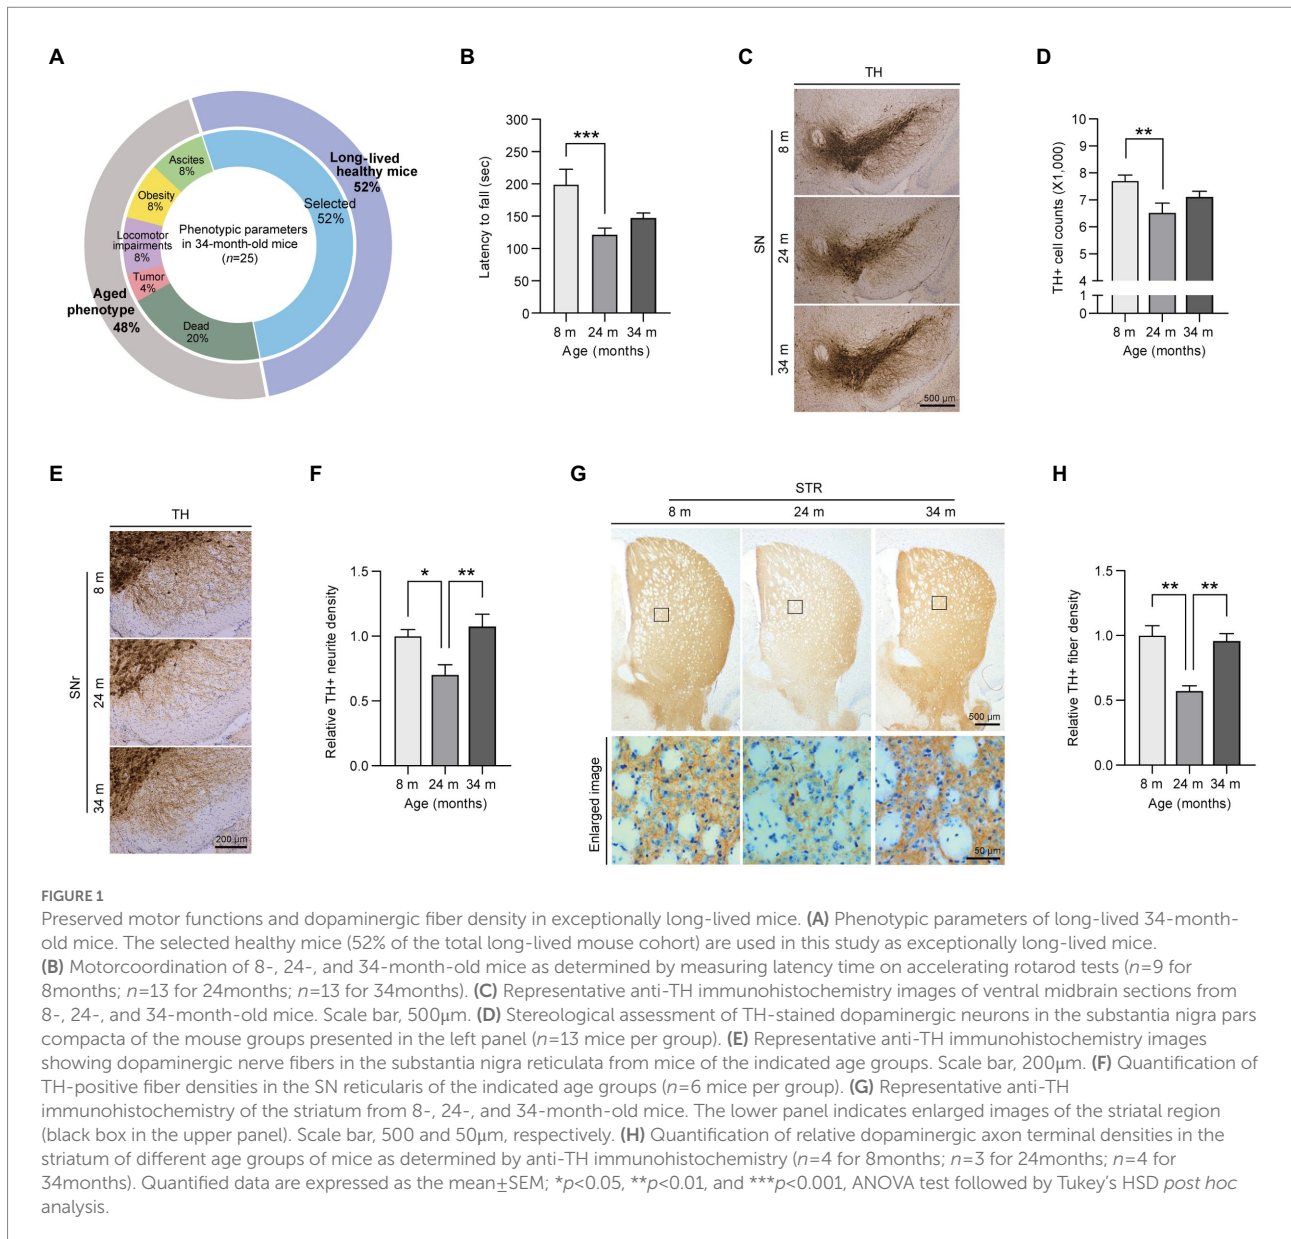 A
Ascites
8%
Obesity
8%
Locomotor
impairments
8%
Tumor
4%
Dead
20%
Aged
phenotype
48%
Phenotypic parameters
in 34-month-old mice
(n=25)
Long-lived
healthy mice
52%
Selected
52%
B
Latency to fall (sec)
300
250
200
150
100
50
0
***
8 m 24 m 34 m
Age (months)
C
TH
SN
8 m
24 m
34 m
500 µm
D
TH+ cell counts (X1,000)
10
9
8
7
6
5
4
1
0
**
8 m 24 m 34 m
Age (months)
E
TH
SNr
8 m
24 m
34 m
200 µm
F
Relative TH+ neurite density
1.5
1.0
0.5
0.0
* **
8 m 24 m 34 m
Age (months)
G
STR
8 m 24 m 34 m
500 µm
Enlarged image
50 µm
H
Relative TH+ fiber density
1.5
1.0
0.5
0.0
** **
8 m 24 m 34 m
Age (months)
FIGURE 1
Preserved motor functions and dopaminergic fiber density in exceptionally long-lived mice. (A) Phenotypic parameters of long-lived 34-month-
old mice. The selected healthy mice (52% of the total long-lived mouse cohort) are used in this study as exceptionally long-lived mice.
(B) Motorcoordination of 8-, 24-, and 34-month-old mice as determined by measuring latency time on accelerating rotarod tests (n=9 for
8months; n=13 for 24months; n=13 for 34months). (C) Representative anti-TH immunohistochemistry images of ventral midbrain sections from
8-, 24-, and 34-month-old mice. Scale bar, 500µm. (D) Stereological assessment of TH-stained dopaminergic neurons in the substantia nigra pars
compacta of the mouse groups presented in the left panel (n=13 mice per group). (E) Representative anti-TH immunohistochemistry images
showing dopaminergic nerve fibers in the substantia nigra reticulata from mice of the indicated age groups. Scale bar, 200µm. (F) Quantification of
TH-positive fiber densities in the SN reticularis of the indicated age groups (n=6 mice per group). (G) Representative anti-TH
immunohistochemistry of the striatum from 8-, 24-, and 34-month-old mice. The lower panel indicates enlarged images of the striatal region
(black box in the upper panel). Scale bar, 500 and 50µm, respectively. (H) Quantification of relative dopaminergic axon terminal densities in the
striatum of different age groups of mice as determined by anti-TH immunohistochemistry (n=4 for 8months; n=3 for 24months; n=4 for
34months). Quantified data are expressed as the mean±SEM; *p<0.05, **p<0.01, and ***p<0.001, ANOVA test followed by Tukey's HSD post hoc
analysis.